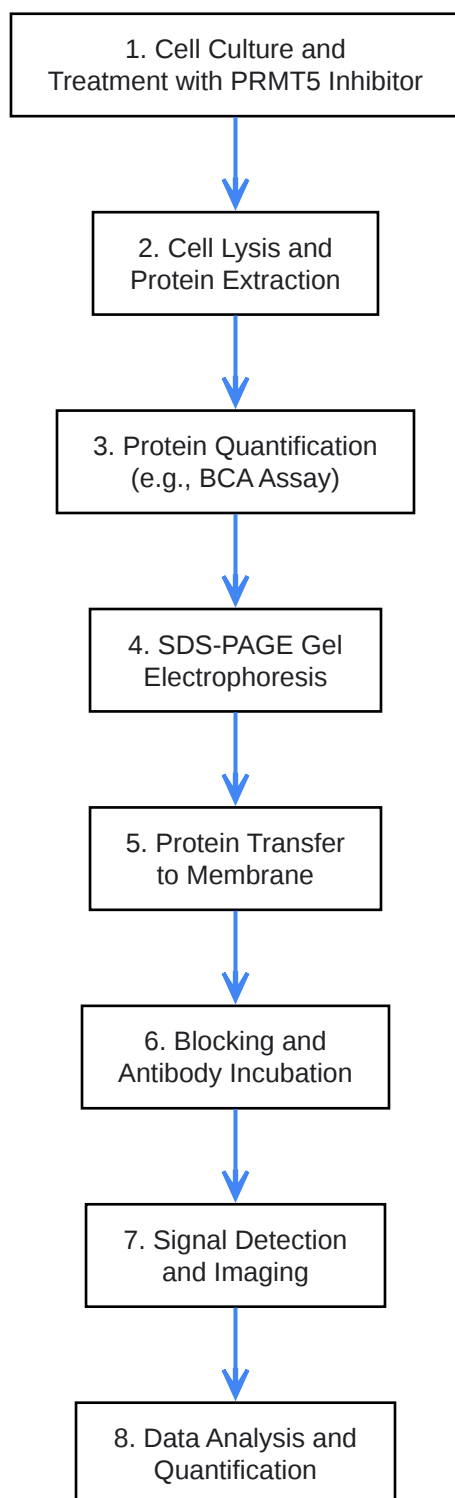 1. Cell Culture and
Treatment with PRMT5 Inhibitor
2. Cell Lysis and
Protein Extraction
3. Protein Quantification
(e.g., BCA Assay)
4. SDS-PAGE Gel
Electrophoresis
5. Protein Transfer
to Membrane
6. Blocking and
Antibody Incubation
7. Signal Detection
and Imaging
8. Data Analysis and
Quantification